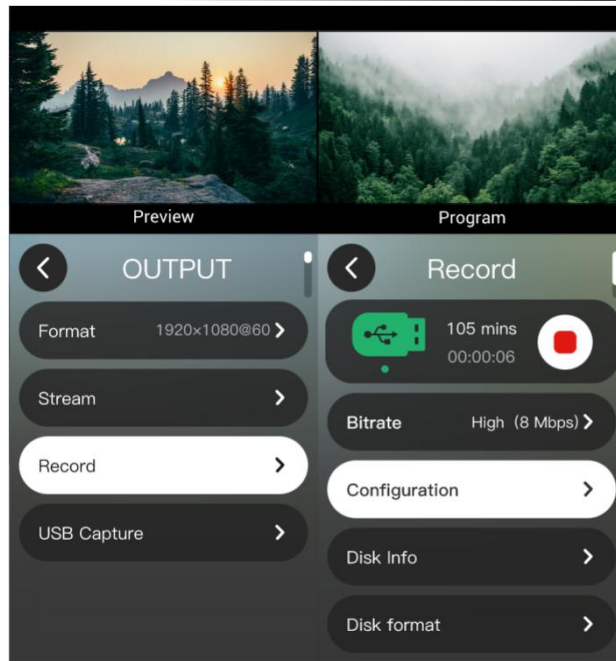 Preview
Program
OUTPUT
Format 1920×1080@60
Stream
Record
USB Capture
Record
105 mins
00:00:06
Bitrate High (8 Mbps)
Configuration
Disk Info
Disk format